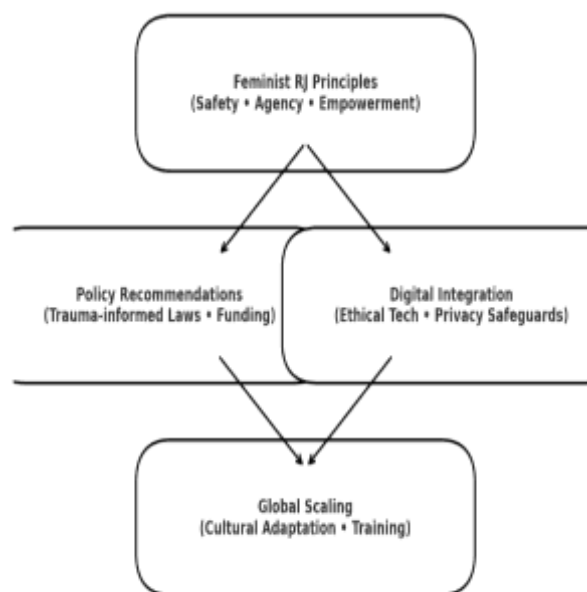 Feminist RJ Principles
(Safety • Agency • Empowerment)
Policy Recommendations
(Trauma-informed Laws • Funding)
Digital Integration
(Ethical Tech • Privacy Safeguards)
Global Scaling
(Cultural Adaptation • Training)